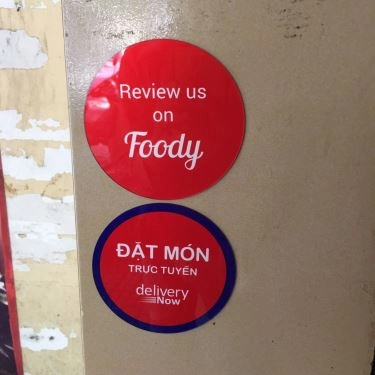 Review us
on
Foody
ĐẶT MÓN
TRỰC TUYẾN
delivery
Now